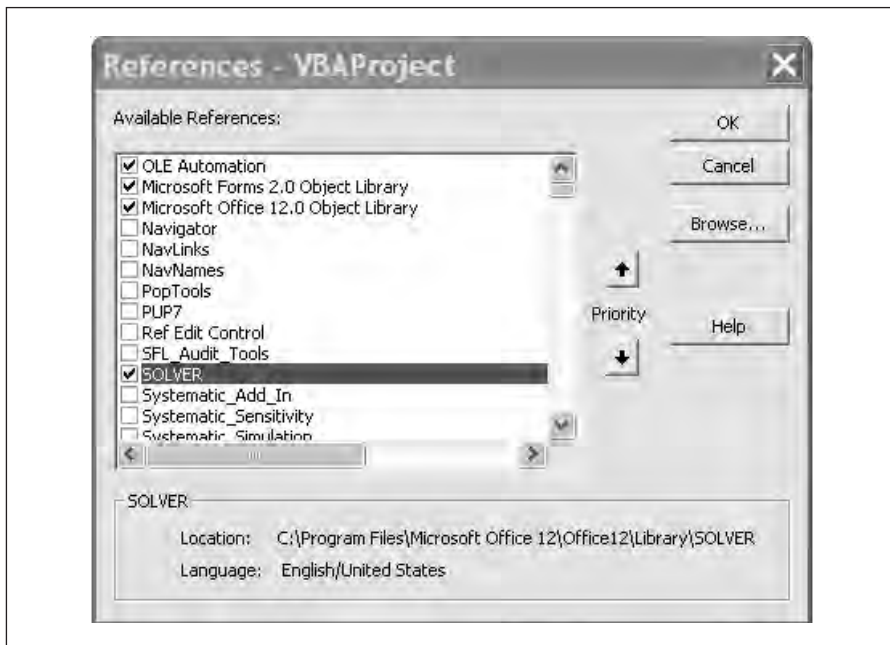 References - VBAProject
Available References:
OLE Automation
Microsoft Forms 2.0 Object Library
Microsoft Office 12.0 Object Library
Navigator
NavLinks
NavNames
PopTools
PUP7
Ref Edit Control
SFL_Audit_Tools
SOLVER
Systematic_Add_In
Systematic_Sensitivity
Systematic_Simulation
OK
Cancel
Browse...
Priority
Help
SOLVER
Location: C:\Program Files\Microsoft Office 12\Office12\Library\SOLVER
Language: English/United States